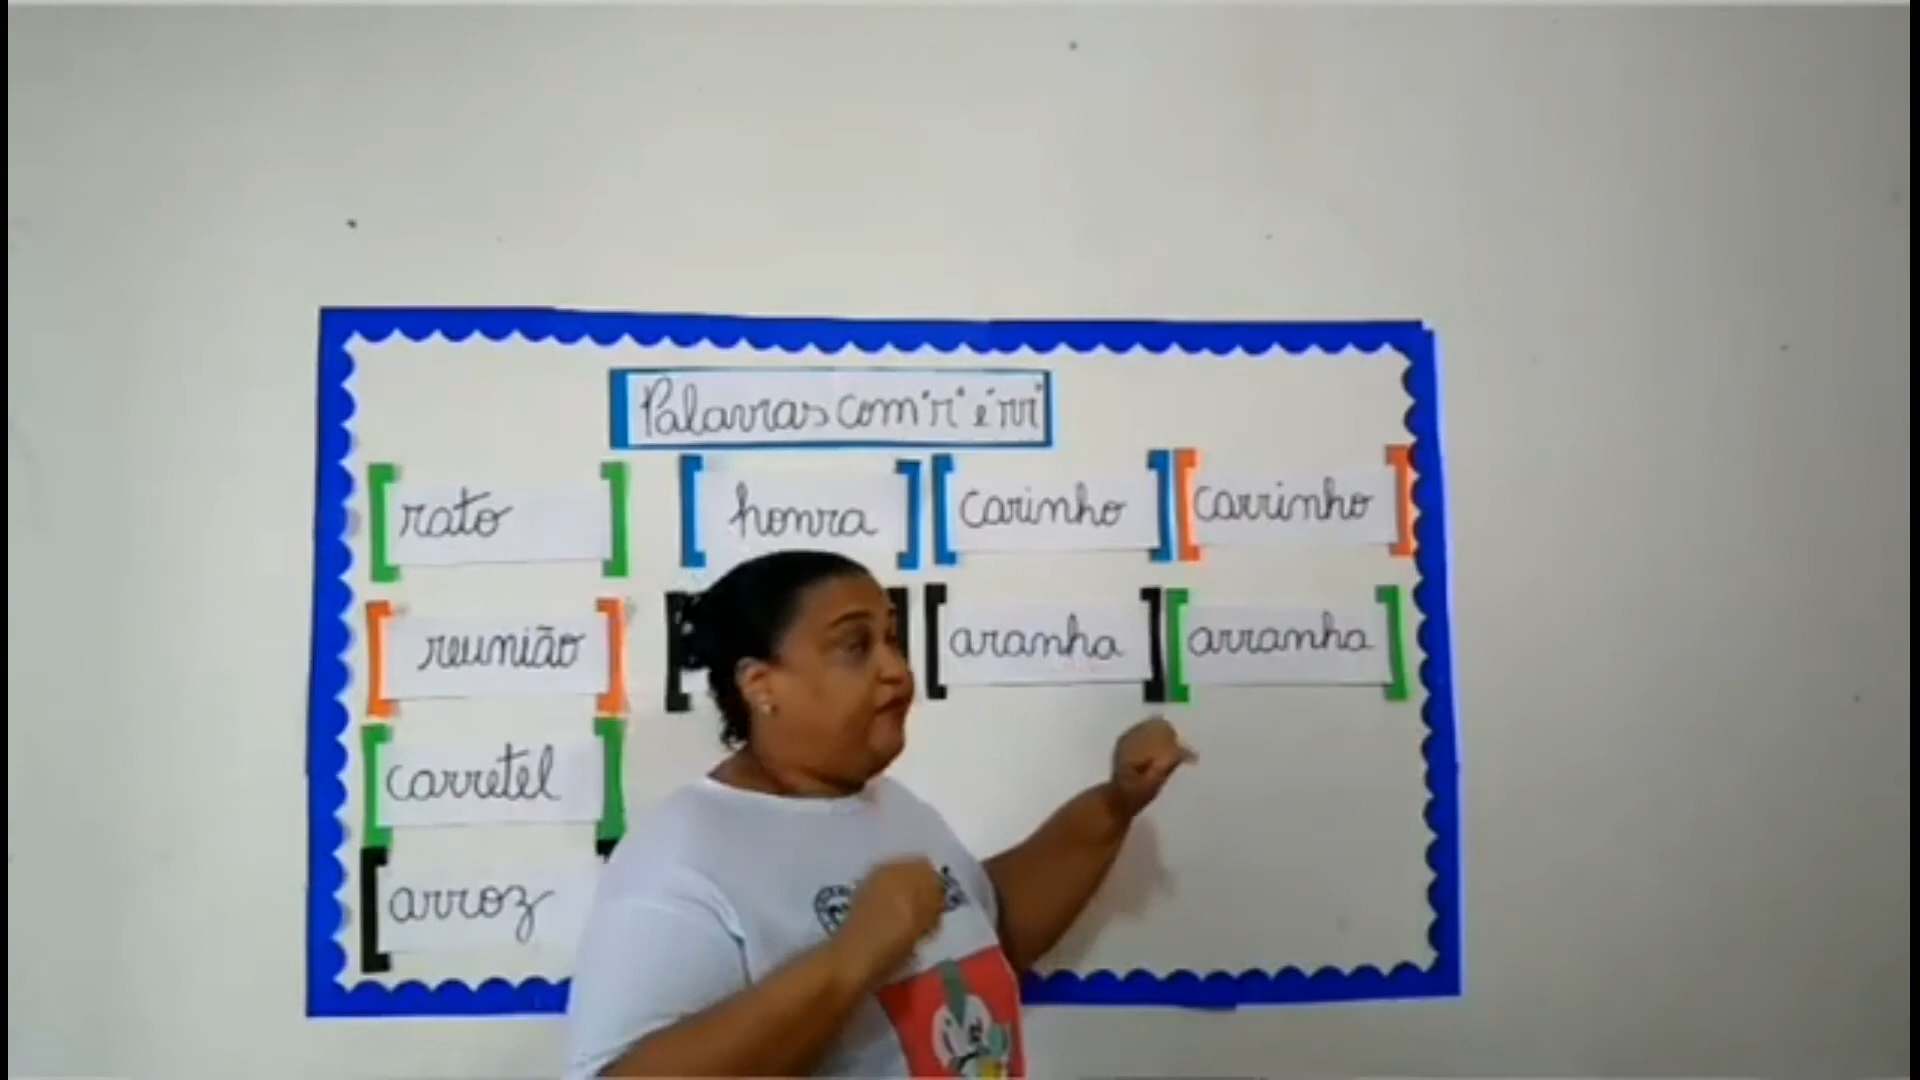 Palavras com "r" e "rr"
rato
honra
carinho
carrinho
reunião
aranha
arranha
carretel
arroz